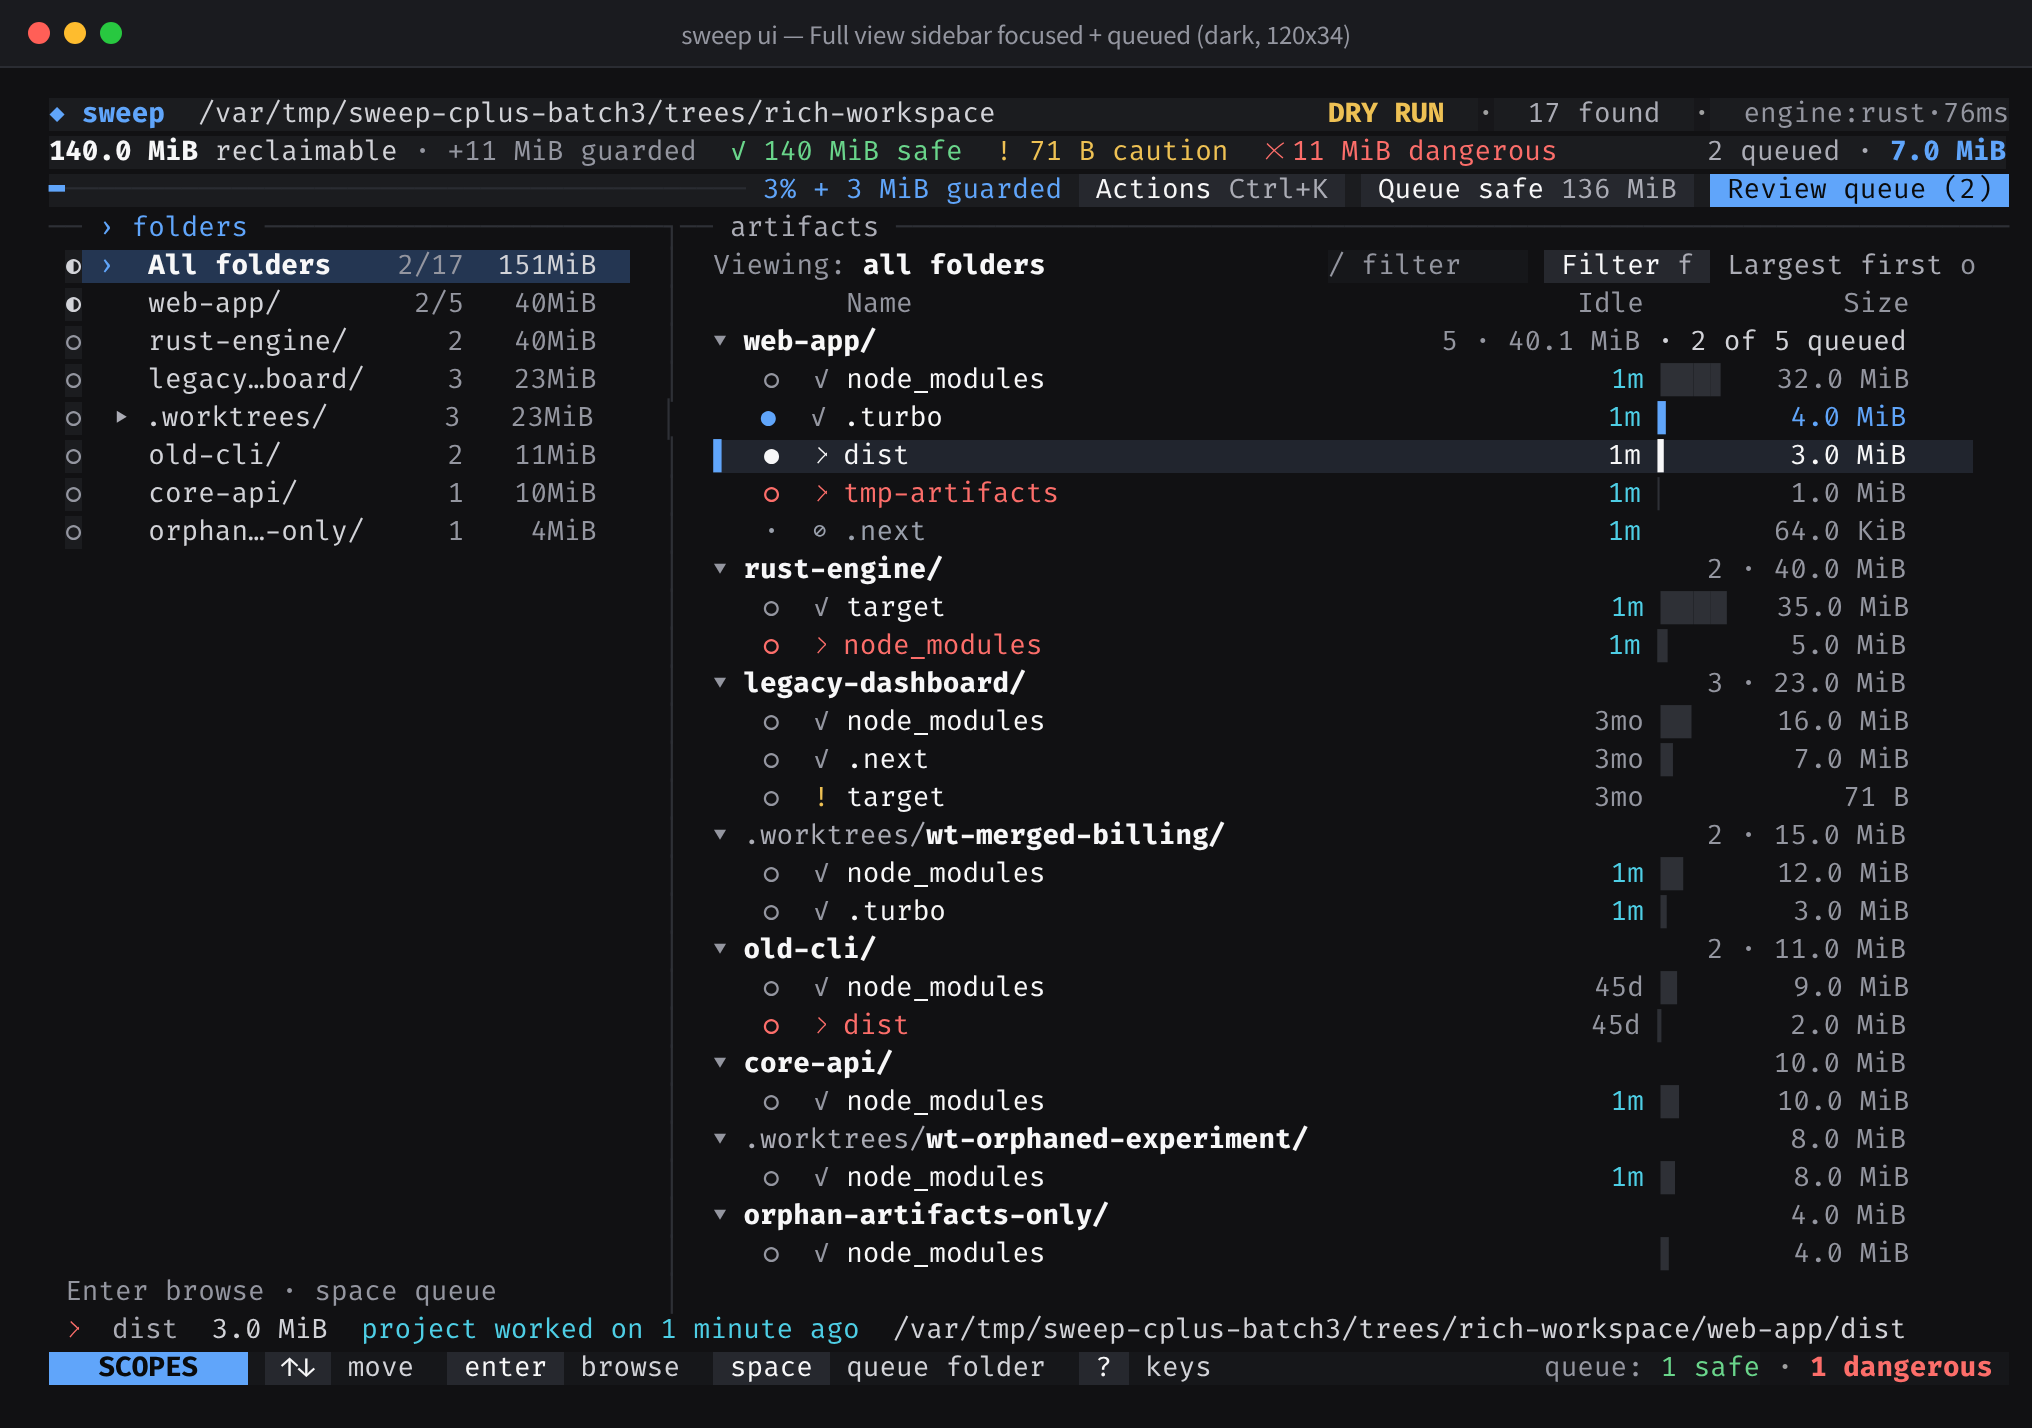 sweep ui — Full view sidebar focused + queued (dark, 120x34)
◆ sweep /var/tmp/sweep-cplus-batch3/trees/rich-workspace DRY RUN · 17 found · engine:rust·76ms
140.0 MiB reclaimable · +11 MiB guarded √ 140 MiB safe ! 71 B caution ✕ 11 MiB dangerous 2 queued · 7.0 MiB
3% + 3 MiB guarded Actions Ctrl+K Queue safe 136 MiB Review queue (2)
› folders
◐ › All folders 2/17 151MiB
◐ web-app/ 2/5 40MiB
○ rust-engine/ 2 40MiB
○ legacy…board/ 3 23MiB
○ ▸ .worktrees/ 3 23MiB
○ old-cli/ 2 11MiB
○ core-api/ 1 10MiB
○ orphan…-only/ 1 4MiB
Enter browse · space queue
artifacts
Viewing: all folders / filter Filter f Largest first o
Name Idle Size
▾ web-app/ 5 · 40.1 MiB · 2 of 5 queued
○ √ node_modules 1m 32.0 MiB
● √ .turbo 1m 4.0 MiB
● > dist 1m 3.0 MiB
○ > tmp-artifacts 1m 1.0 MiB
· ⊘ .next 1m 64.0 KiB
▾ rust-engine/ 2 · 40.0 MiB
○ √ target 1m 35.0 MiB
○ > node_modules 1m 5.0 MiB
▾ legacy-dashboard/ 3 · 23.0 MiB
○ √ node_modules 3mo 16.0 MiB
○ √ .next 3mo 7.0 MiB
○ ! target 3mo 71 B
▾ .worktrees/wt-merged-billing/ 2 · 15.0 MiB
○ √ node_modules 1m 12.0 MiB
○ √ .turbo 1m 3.0 MiB
▾ old-cli/ 2 · 11.0 MiB
○ √ node_modules 45d 9.0 MiB
○ > dist 45d 2.0 MiB
▾ core-api/ 10.0 MiB
○ √ node_modules 1m 10.0 MiB
▾ .worktrees/wt-orphaned-experiment/ 8.0 MiB
○ √ node_modules 1m 8.0 MiB
▾ orphan-artifacts-only/ 4.0 MiB
○ √ node_modules 4.0 MiB
> dist 3.0 MiB project worked on 1 minute ago /var/tmp/sweep-cplus-batch3/trees/rich-workspace/web-app/dist
SCOPES ↑↓ move enter browse space queue folder ? keys queue: 1 safe · 1 dangerous